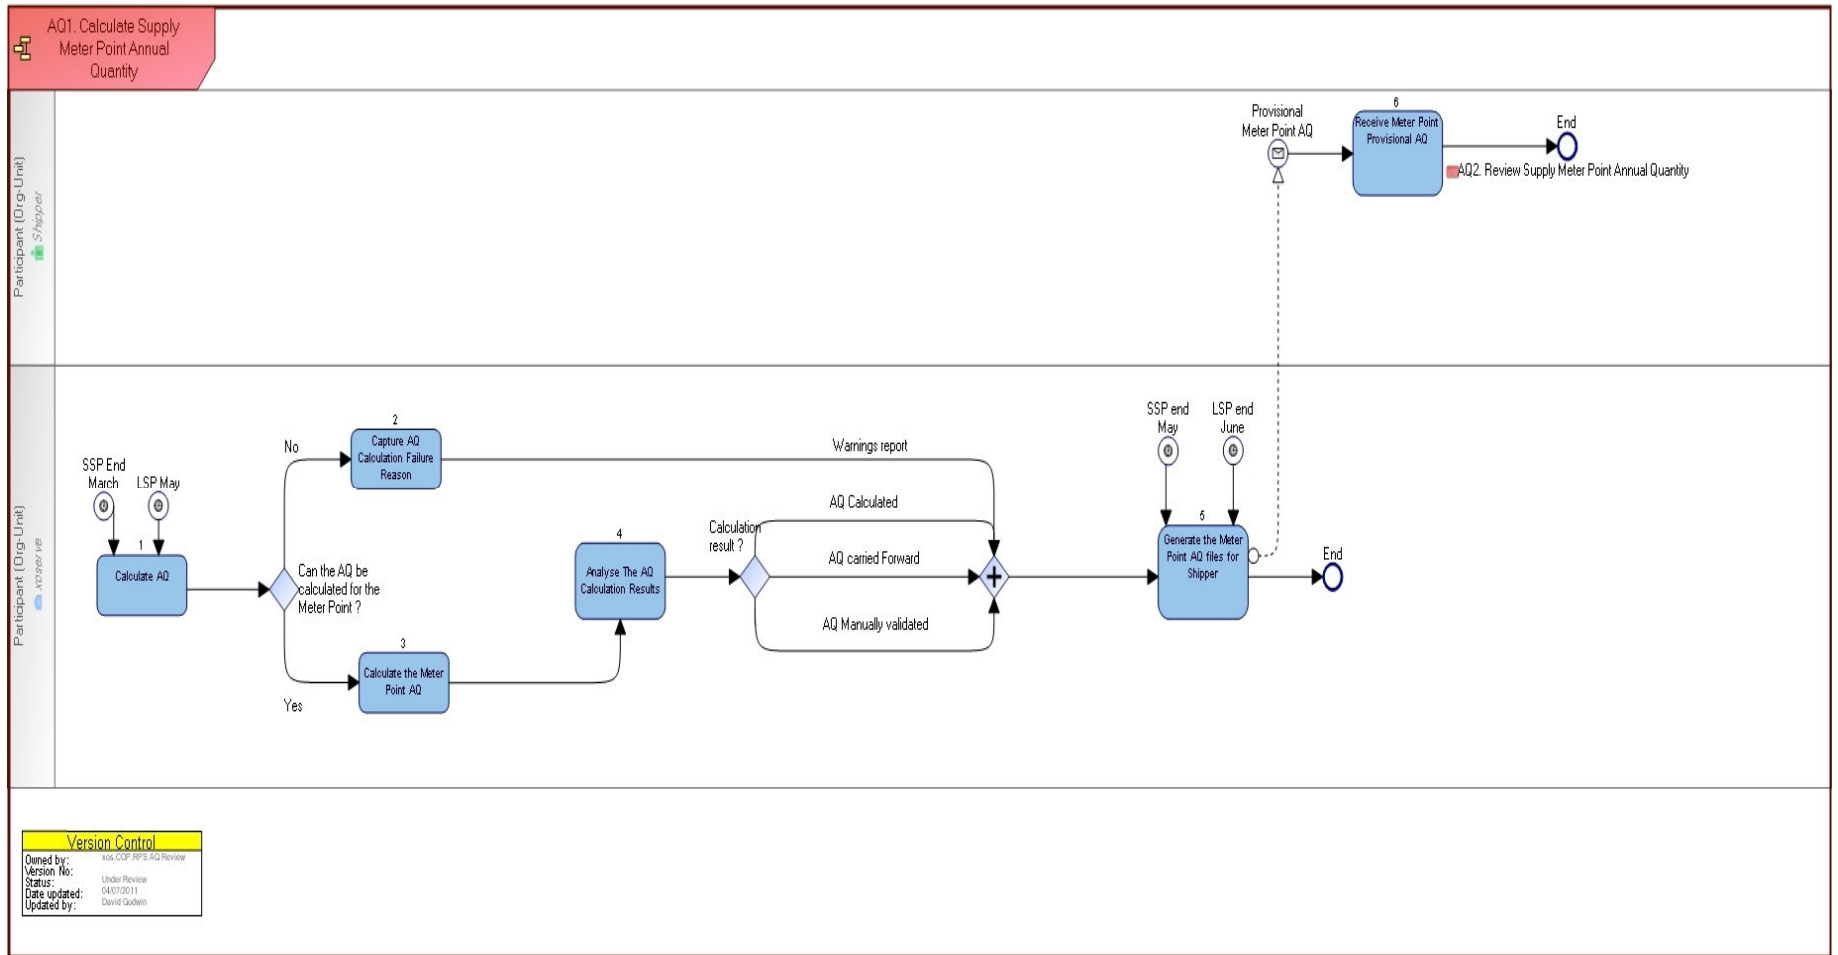 AQ1. Calculate Supply
Meter Point Annual
Quantity
Participant (Org-Unit)
Shipper
Provisional
Meter Point AQ
6
Receive Meter Point
Provisional AQ
End
AQ2. Review Supply Meter Point Annual Quantity
Participant (Org-Unit)
xoserve
SSP End
March
LSP May
1
Calculate AQ
No
2
Capture AQ
Calculation Failure
Reason
Can the AQ be
calculated for the
Meter Point ?
Yes
3
Calculate the Meter
Point AQ
4
Analyse The AQ
Calculation Results
Calculation
result ?
Warnings report
AQ Calculated
AQ carried Forward
AQ Manually validated
SSP end
May
LSP end
June
5
Generate the Meter
Point AQ files for
Shipper
End
Version Control
Owned by: xos.COP.RPS.AQ Review
Version No:
Status: Under Review
Date updated: 04/07/2011
Updated by: David Godwin